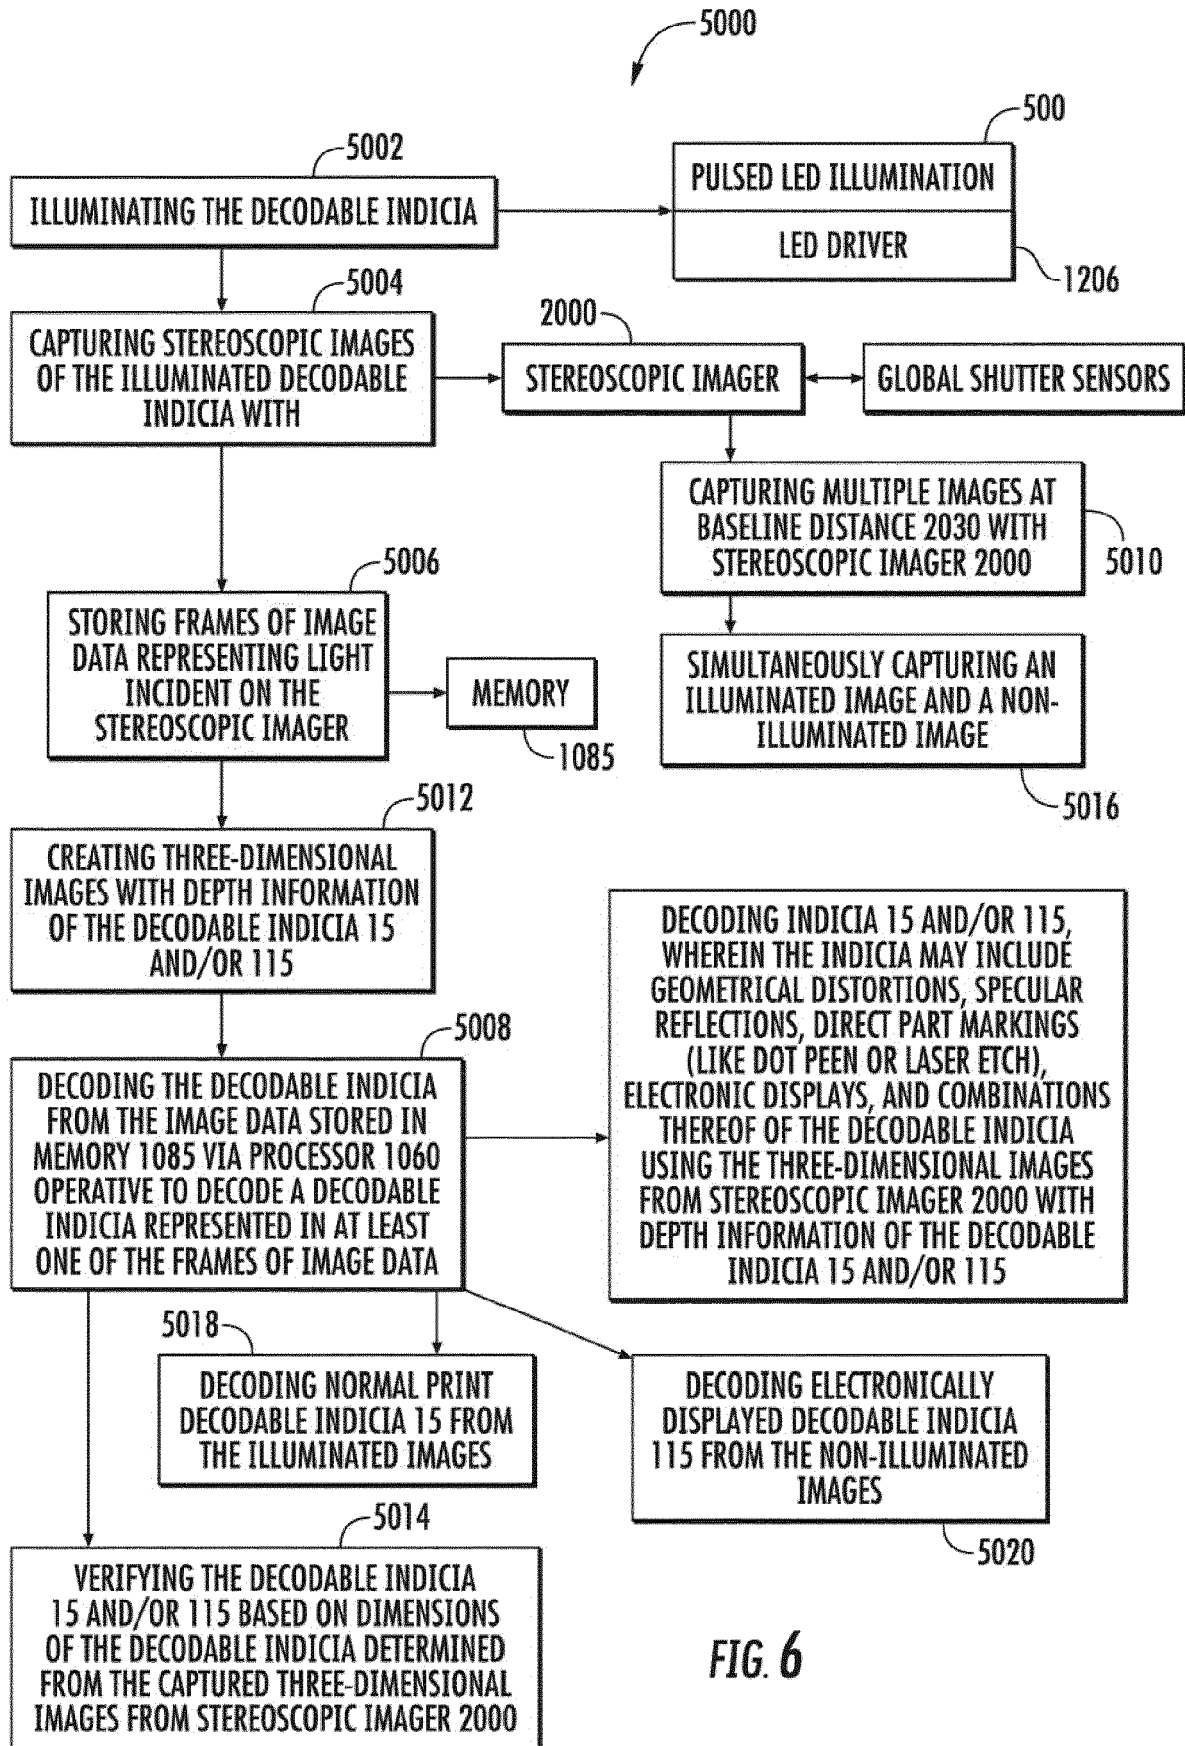 5000
5002
ILLUMINATING THE DECODABLE INDICIA
500
PULSED LED ILLUMINATION
LED DRIVER
1206
5004
CAPTURING STEREOSCOPIC IMAGES
OF THE ILLUMINATED DECODABLE
INDICIA WITH
2000
STEREOSCOPIC IMAGER
GLOBAL SHUTTER SENSORS
CAPTURING MULTIPLE IMAGES AT
BASELINE DISTANCE 2030 WITH
STEREOSCOPIC IMAGER 2000
5010
5006
STORING FRAMES OF IMAGE
DATA REPRESENTING LIGHT
INCIDENT ON THE
STEREOSCOPIC IMAGER
MEMORY
1085
SIMULTANEOUSLY CAPTURING AN
ILLUMINATED IMAGE AND A NON-
ILLUMINATED IMAGE
5016
5012
CREATING THREE-DIMENSIONAL
IMAGES WITH DEPTH INFORMATION
OF THE DECODABLE INDICIA 15
AND/OR 115
5008
DECODING THE DECODABLE INDICIA
FROM THE IMAGE DATA STORED IN
MEMORY 1085 VIA PROCESSOR 1060
OPERATIVE TO DECODE A DECODABLE
INDICIA REPRESENTED IN AT LEAST
ONE OF THE FRAMES OF IMAGE DATA
DECODING INDICIA 15 AND/OR 115,
WHEREIN THE INDICIA MAY INCLUDE
GEOMETRICAL DISTORTIONS, SPECULAR
REFLECTIONS, DIRECT PART MARKINGS
(LIKE DOT PEEN OR LASER ETCH),
ELECTRONIC DISPLAYS, AND COMBINATIONS
THEREOF OF THE DECODABLE INDICIA
USING THE THREE-DIMENSIONAL IMAGES
FROM STEREOSCOPIC IMAGER 2000 WITH
DEPTH INFORMATION OF THE DECODABLE
INDICIA 15 AND/OR 115
5018
DECODING NORMAL PRINT
DECODABLE INDICIA 15 FROM
THE ILLUMINATED IMAGES
DECODING ELECTRONICALLY
DISPLAYED DECODABLE INDICIA
115 FROM THE NON-ILLUMINATED
IMAGES
5020
5014
VERIFYING THE DECODABLE INDICIA
15 AND/OR 115 BASED ON DIMENSIONS
OF THE DECODABLE INDICIA DETERMINED
FROM THE CAPTURED THREE-DIMENSIONAL
IMAGES FROM STEREOSCOPIC IMAGER 2000
FIG. 6